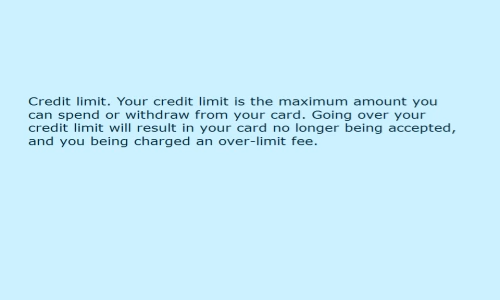 Credit limit. Your credit limit is the maximum amount you
can spend or withdraw from your card. Going over your
credit limit will result in your card no longer being accepted,
and you being charged an over-limit fee.